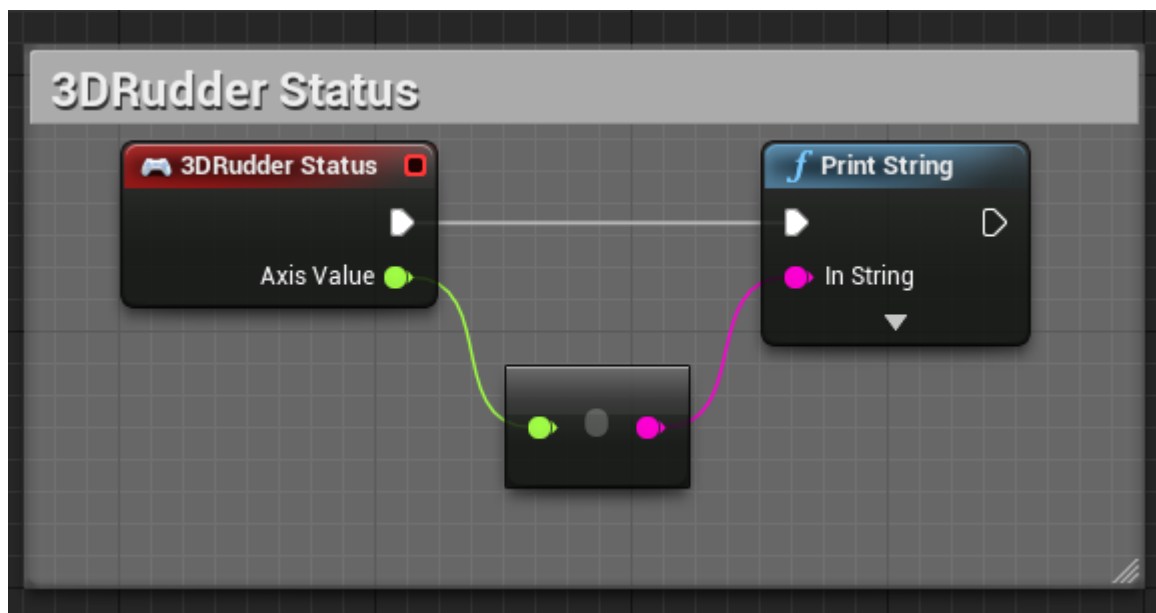 3DRudder Status
3DRudder Status
Print String
Axis Value
In String